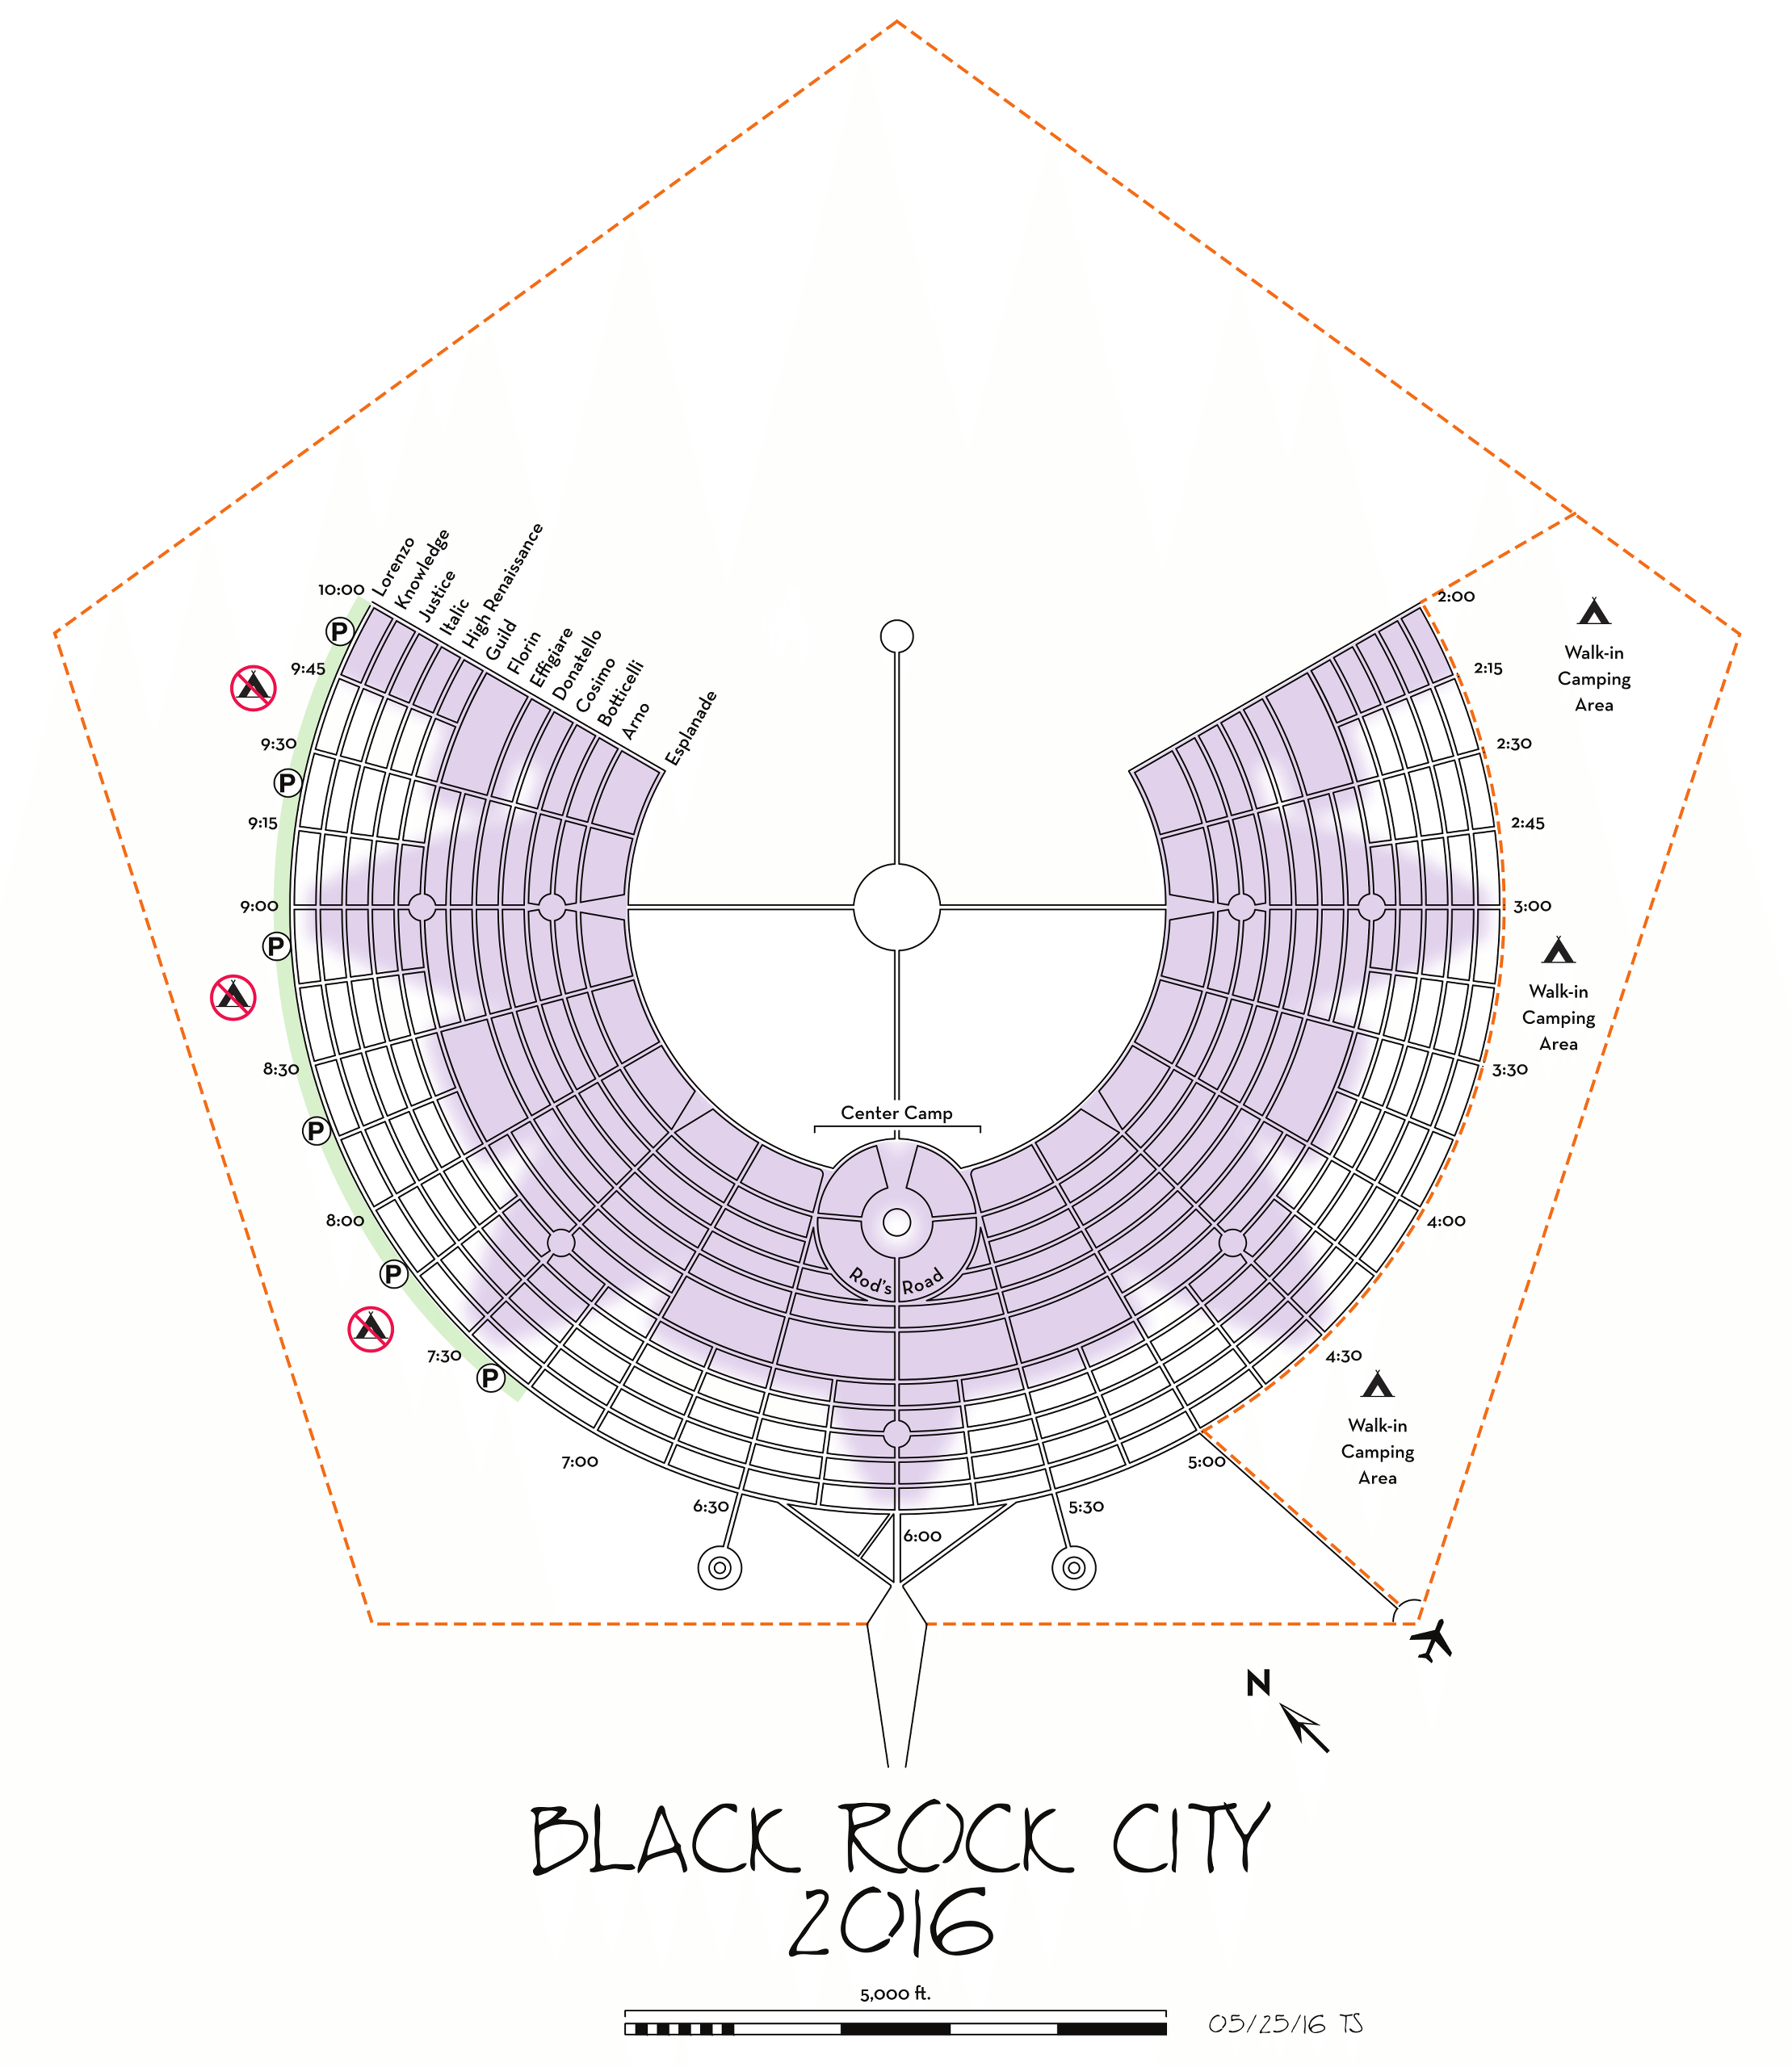 Lorenzo
Knowledge
Justice
Italic
High Renaissance
Guild
Florin
Effigiare
Donatello
Cosimo
Botticelli
Arno
Esplanade
10:00
P
9:45
9:30
P
9:15
9:00
P
8:30
P
8:00
P
7:30
P
7:00
6:30
6:00
5:30
5:00
4:30
4:00
3:30
3:00
2:45
2:30
2:15
2:00
Walk-in
Camping
Area
Walk-in
Camping
Area
Walk-in
Camping
Area
Center Camp
Rod's Road
N
BLACK ROCK CITY
2016
5,000 ft.
05/25/16 TS